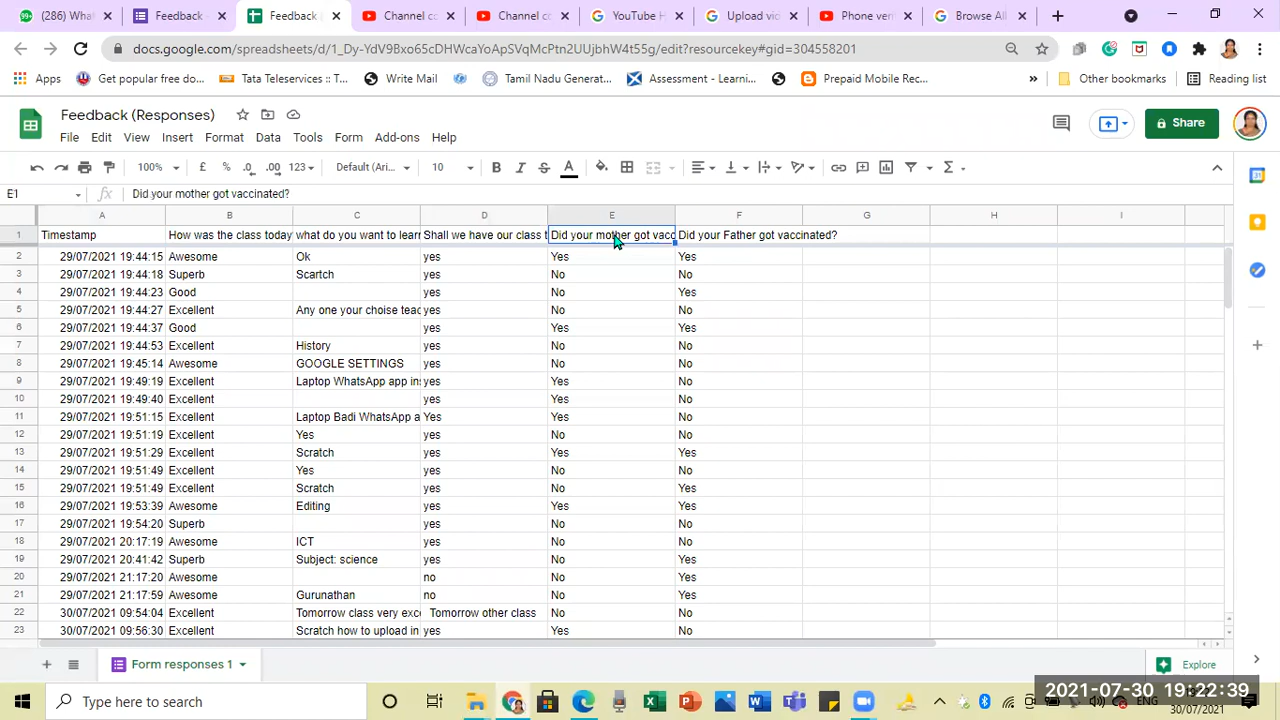 (286) What
Feedback
Feedback
Channel co
Channel co
YouTube H
Upload vid
Phone veri
Browse All
docs.google.com/spreadsheets/d/1_Dy-YdV9Bxo65cDHWcaYoApSVqMcPtn2UUjbhW4t55g/edit?resourcekey#gid=304558201
Apps
Get popular free do...
Tata Teleservices ::...
Write Mail
Tamil Nadu Generat...
Assessment - Learni...
Prepaid Mobile Rec...
»
Other bookmarks
Reading list
Feedback (Responses)
File Edit View Insert Format Data Tools Form Add-ons Help
Share
100% £ % .0 .00 123 Default (Ari... 10 B I S A Σ
E1 fx Did your mother got vaccinated?
A B C D E F G H I
1 Timestamp How was the class today what do you want to learn Shall we have our class t Did your mother got vacc Did your Father got vaccinated?
2 29/07/2021 19:44:15 Awesome Ok yes Yes Yes
3 29/07/2021 19:44:18 Superb Scartch yes No No
4 29/07/2021 19:44:23 Good yes No Yes
5 29/07/2021 19:44:27 Excellent Any one your choise teac yes No No
6 29/07/2021 19:44:37 Good yes Yes Yes
7 29/07/2021 19:44:53 Excellent History yes No No
8 29/07/2021 19:45:14 Awesome GOOGLE SETTINGS yes No No
9 29/07/2021 19:49:19 Excellent Laptop WhatsApp app in yes Yes No
10 29/07/2021 19:49:40 Excellent yes Yes No
11 29/07/2021 19:51:15 Excellent Laptop Badi WhatsApp a Yes Yes No
12 29/07/2021 19:51:19 Excellent Yes yes No No
13 29/07/2021 19:51:29 Excellent Scratch yes Yes No
14 29/07/2021 19:51:49 Excellent Yes yes No No
15 29/07/2021 19:51:49 Excellent Scratch yes No Yes
16 29/07/2021 19:53:39 Awesome Editing yes Yes No
17 29/07/2021 19:54:20 Superb yes No No
18 29/07/2021 20:17:19 Awesome ICT yes No No
19 29/07/2021 20:41:42 Superb Subject: science yes No Yes
20 29/07/2021 21:17:20 Awesome no No Yes
21 29/07/2021 21:17:59 Awesome Gurunathan no No Yes
22 30/07/2021 09:54:04 Excellent Tomorrow class very exce Tomorrow other class No No
23 30/07/2021 09:56:30 Excellent Scratch how to upload in yes Yes No
Form responses 1
Explore
Type here to search
2021-07-30 19:22:39
30/07/2021